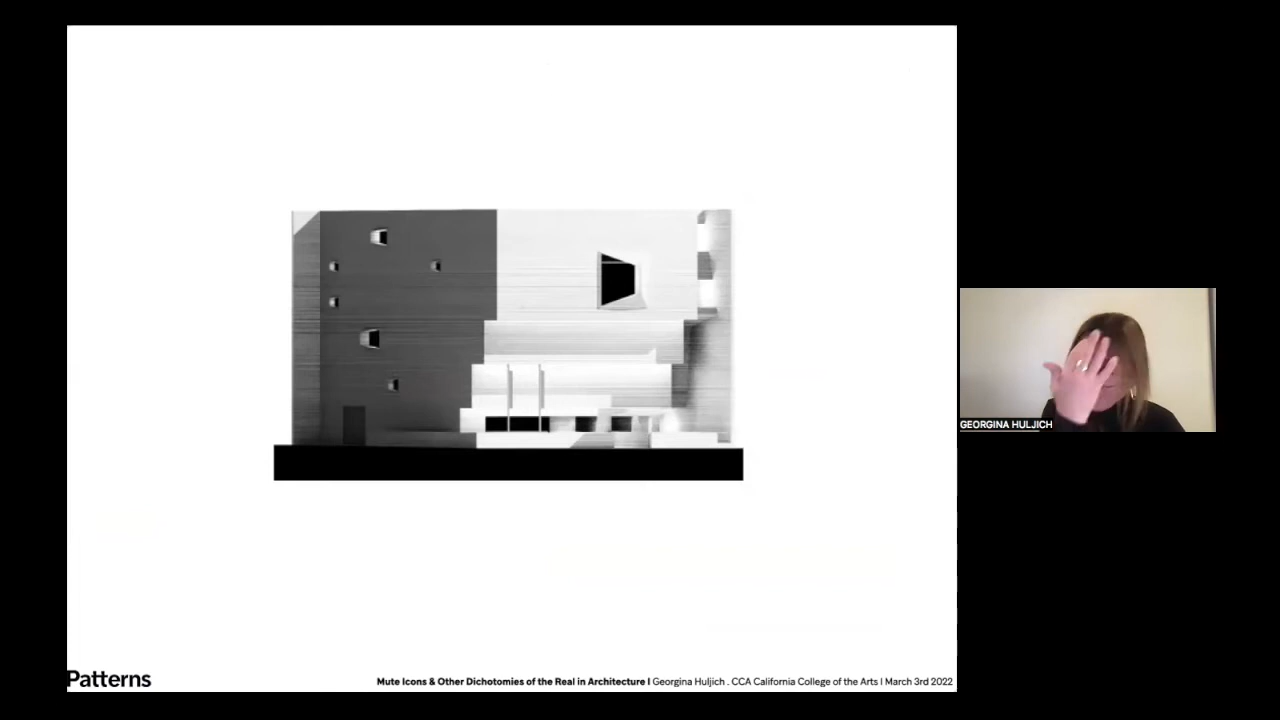 GEORGINA HULJICH
Patterns
Mute Icons & Other Dichotomies of the Real in Architecture I Georgina Huljich . CCA California College of the Arts I March 3rd 2022